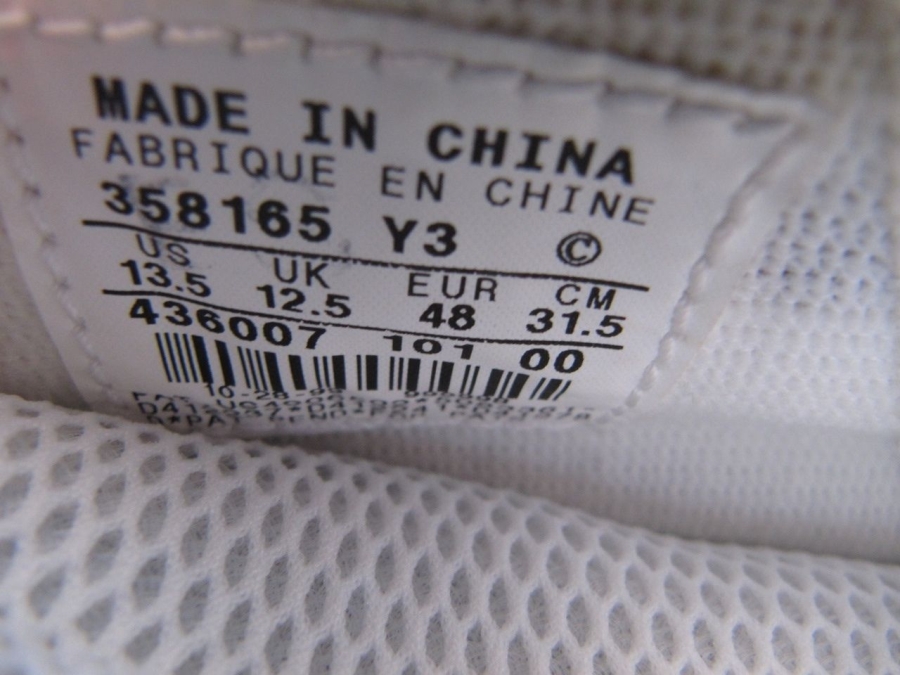 MADE IN CHINA
FABRIQUE EN CHINE
358165 Y3 ©
US UK EUR CM
13.5 12.5 48 31.5
436007 101 00